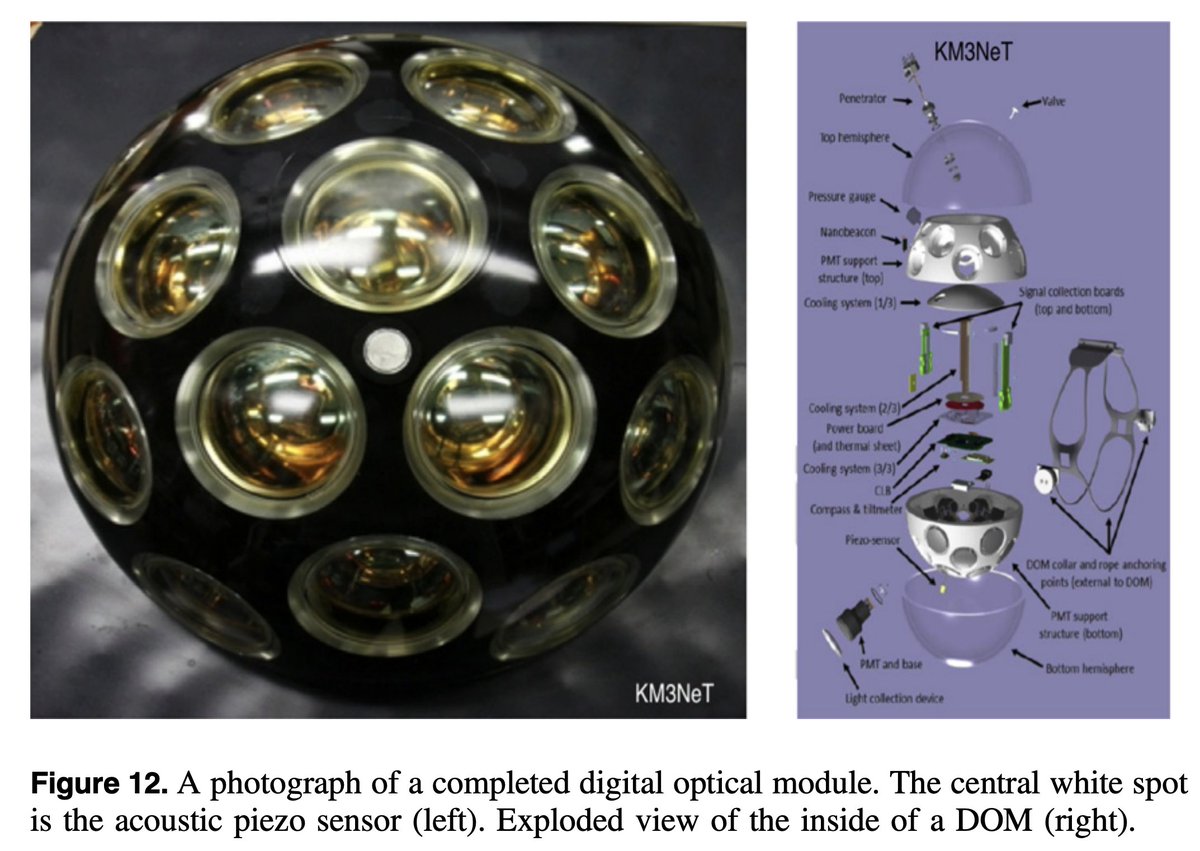 KM3NeT
KM3NeT
Penetrator
Valve
Top hemisphere
Pressure gauge
Nanobeacon
PMT support
structure (top)
Cooling system (1/3)
Signal collection boards
(top and bottom)
Cooling system (2/3)
Power board
(and thermal sheet)
Cooling system (3/3)
CLB
Compass & tiltmeter
Piezo-sensor
DOM collar and rope anchoring
points (external to DOM)
PMT support
structure (bottom)
PMT and base
Bottom hemisphere
Light collection device
Figure 12. A photograph of a completed digital optical module. The central white spot
is the acoustic piezo sensor (left). Exploded view of the inside of a DOM (right).